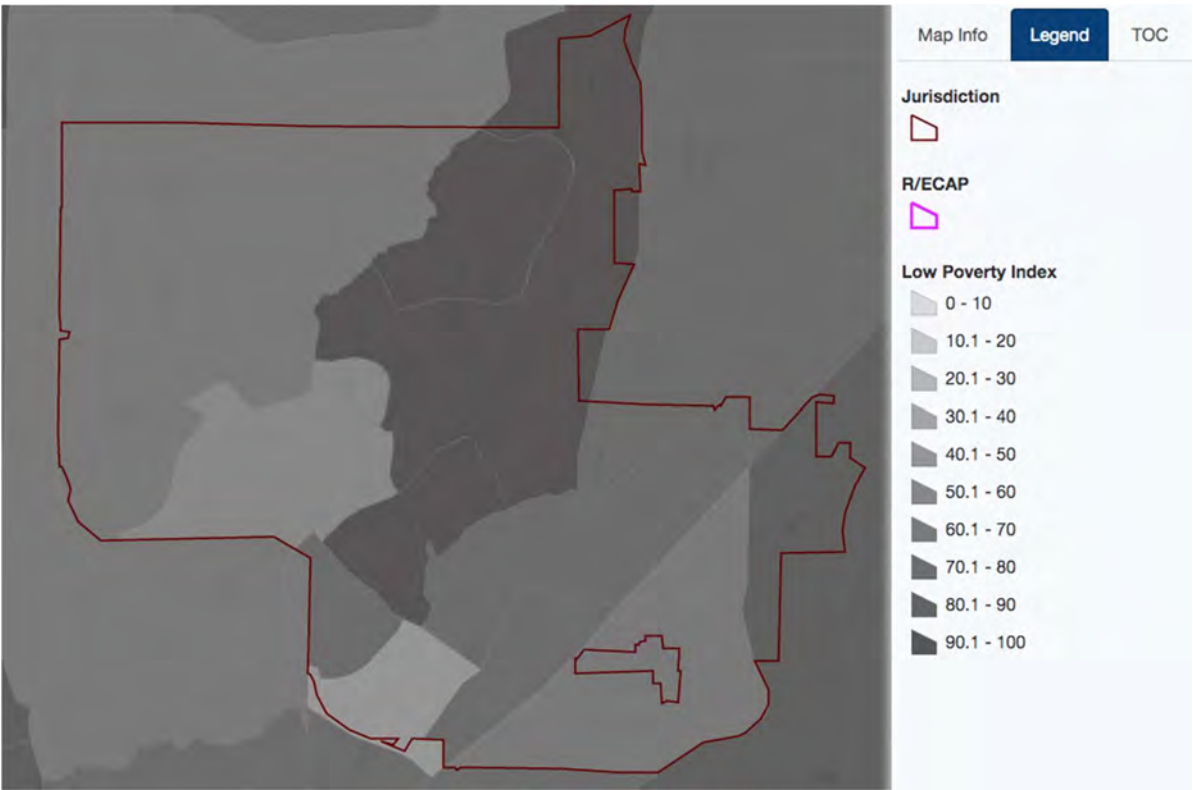 Map Info Legend TOC
Jurisdiction
R/ECAP
Low Poverty Index
0 - 10
10.1 - 20
20.1 - 30
30.1 - 40
40.1 - 50
50.1 - 60
60.1 - 70
70.1 - 80
80.1 - 90
90.1 - 100